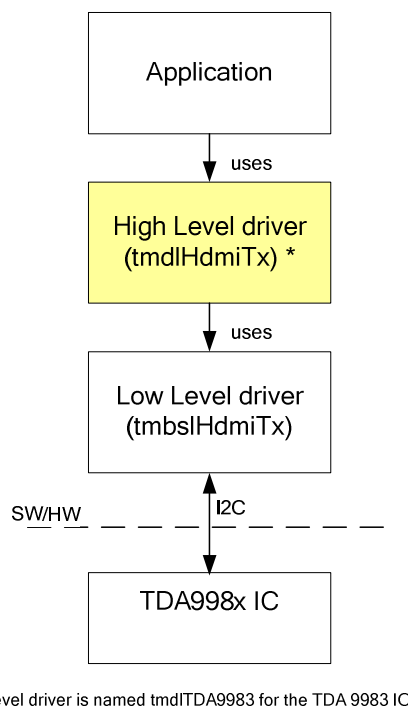 Application
uses
High Level driver
(tmdlHdmiTx) *
uses
Low Level driver
(tmbslHdmiTx)
I2C
SW/HW
TDA998x IC
evel driver is named tmdlTDA9983 for the TDA 9983 IC